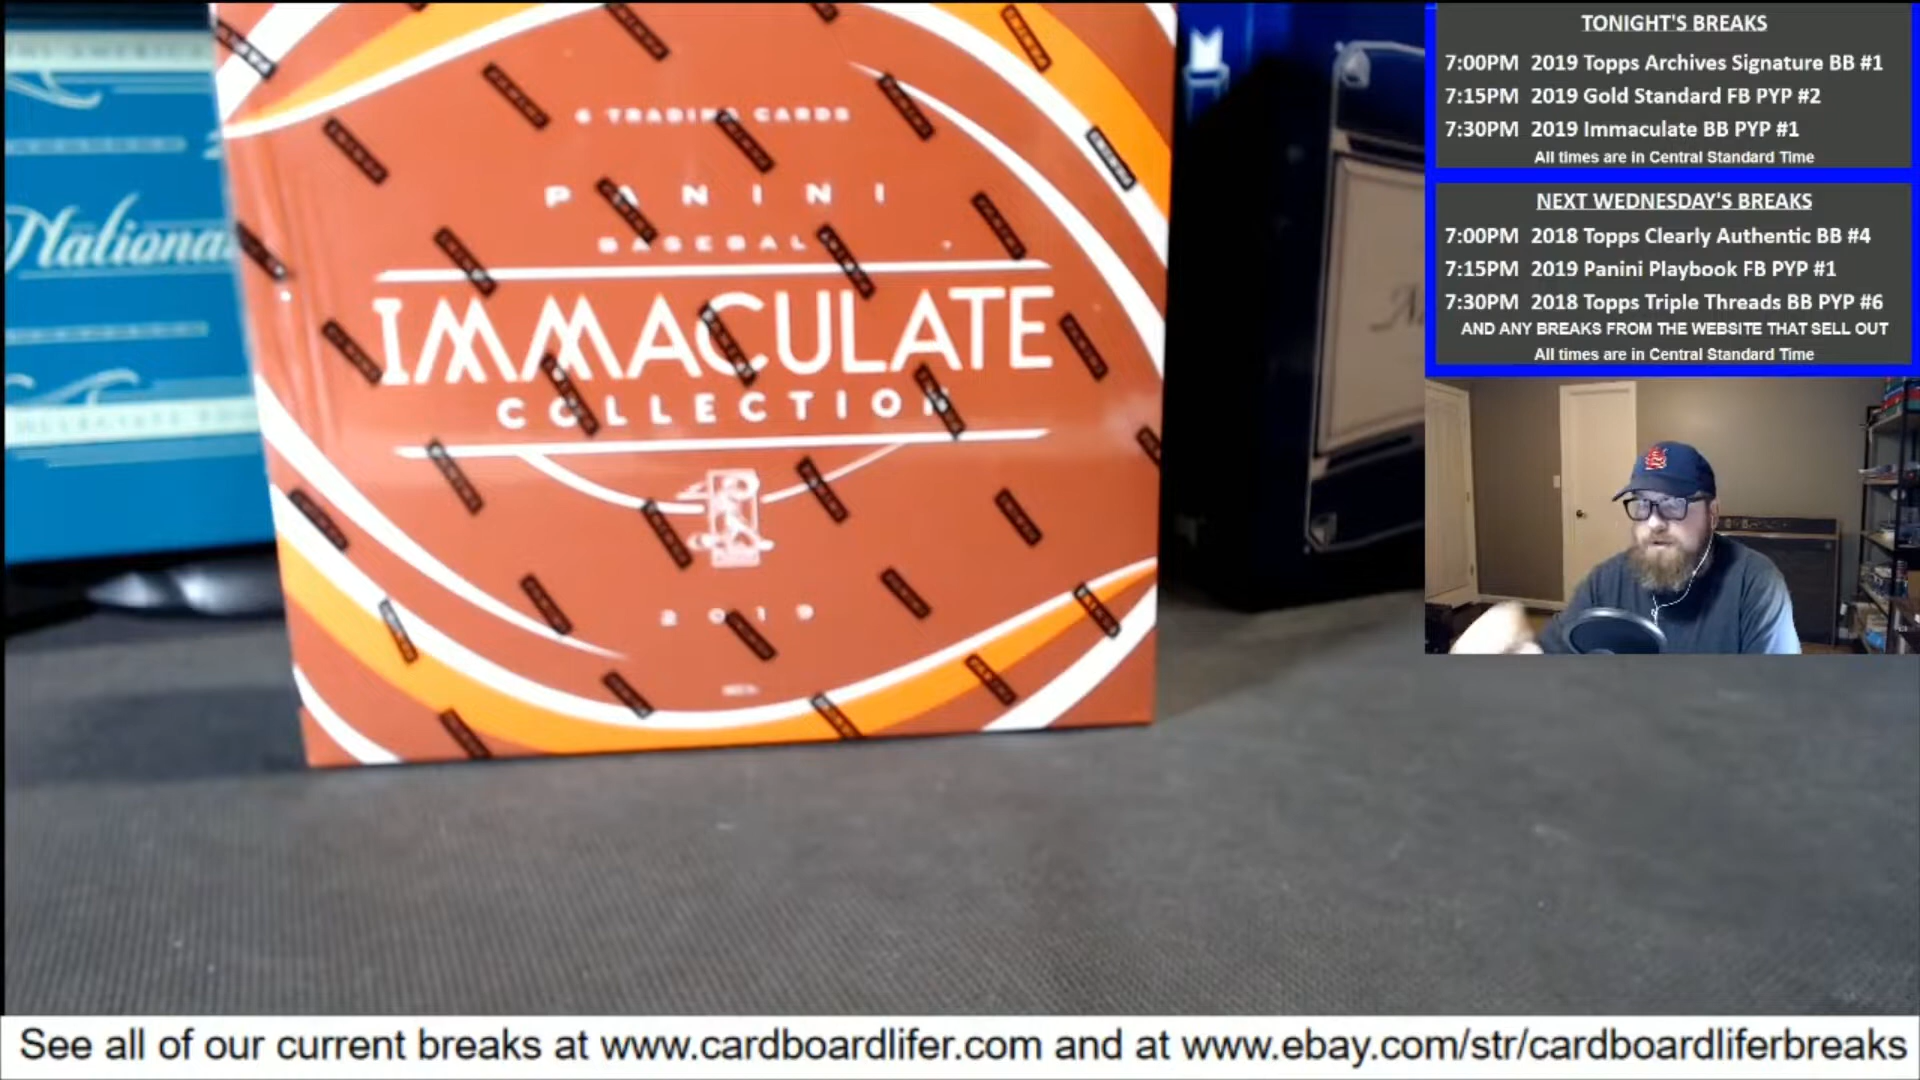 National
6 TRADING CARDS
PANINI
BASEBALL
IMMACULATE
COLLECTION
2019
TONIGHT'S BREAKS
7:00PM 2019 Topps Archives Signature BB #1
7:15PM 2019 Gold Standard FB PYP #2
7:30PM 2019 Immaculate BB PYP #1
All times are in Central Standard Time
NEXT WEDNESDAY'S BREAKS
7:00PM 2018 Topps Clearly Authentic BB #4
7:15PM 2019 Panini Playbook FB PYP #1
7:30PM 2018 Topps Triple Threads BB PYP #6
AND ANY BREAKS FROM THE WEBSITE THAT SELL OUT
All times are in Central Standard Time
See all of our current breaks at www.cardboardlifer.com and at www.ebay.com/str/cardboardliferbreaks